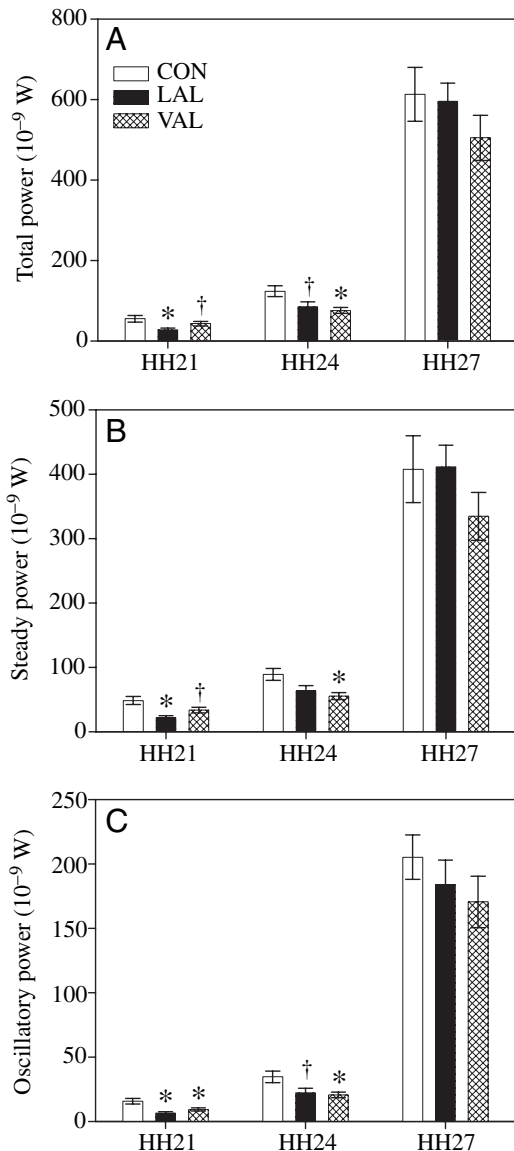 A
CON
LAL
VAL
Total power (10⁻⁹ W)
800
600
400
200
0
* † † *
HH21 HH24 HH27
B
Steady power (10⁻⁹ W)
500
400
300
200
100
0
* † *
HH21 HH24 HH27
C
Oscillatory power (10⁻⁹ W)
250
200
150
100
50
0
* * † *
HH21 HH24 HH27